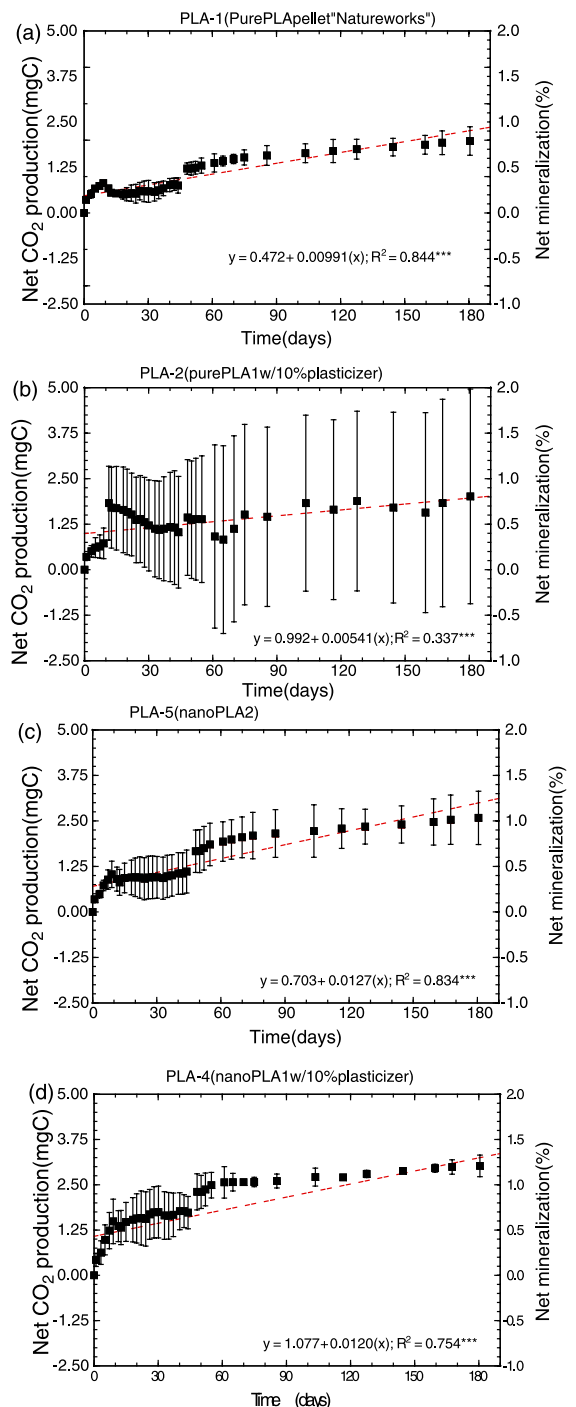 (a)
PLA-1(PurePLApellet"Natureworks")
5.00
3.75
2.50
1.25
0.00
-1.25
-2.50
Net CO2 production(mgC)
2.0
1.5
1.0
0.5
0.0
-0.5
-1.0
Net mineralization(%)
y = 0.472+ 0.00991(x); R2 = 0.844***
0 30 60 90 120 150 180
Time(days)
(b)
PLA-2(purePLA1w/10%plasticizer)
5.00
3.75
2.50
1.25
0.00
-1.25
-2.50
Net CO2 production(mgC)
2.0
1.5
1.0
0.5
0.0
-0.5
-1.0
Net mineralization(%)
y = 0.992+ 0.00541(x); R2 = 0.337***
0 30 60 90 120 150 180
Time(days)
(c)
PLA-5(nanoPLA2)
5.00
3.75
2.50
1.25
0.00
-1.25
-2.50
Net CO2 production(mgC)
2.0
1.5
1.0
0.5
0.0
-0.5
-1.0
Net mineralization(%)
y = 0.703+ 0.0127(x); R2 = 0.834***
0 30 60 90 120 150 180
Time(days)
(d)
PLA-4(nanoPLA1w/10%plasticizer)
5.00
3.75
2.50
1.25
0.00
-1.25
-2.50
Net CO2 production(mgC)
2.0
1.5
1.0
0.5
0.0
-0.5
-1.0
Net mineralization(%)
y = 1.077+ 0.0120(x); R2 = 0.754***
0 30 60 90 120 150 180
Time (days)